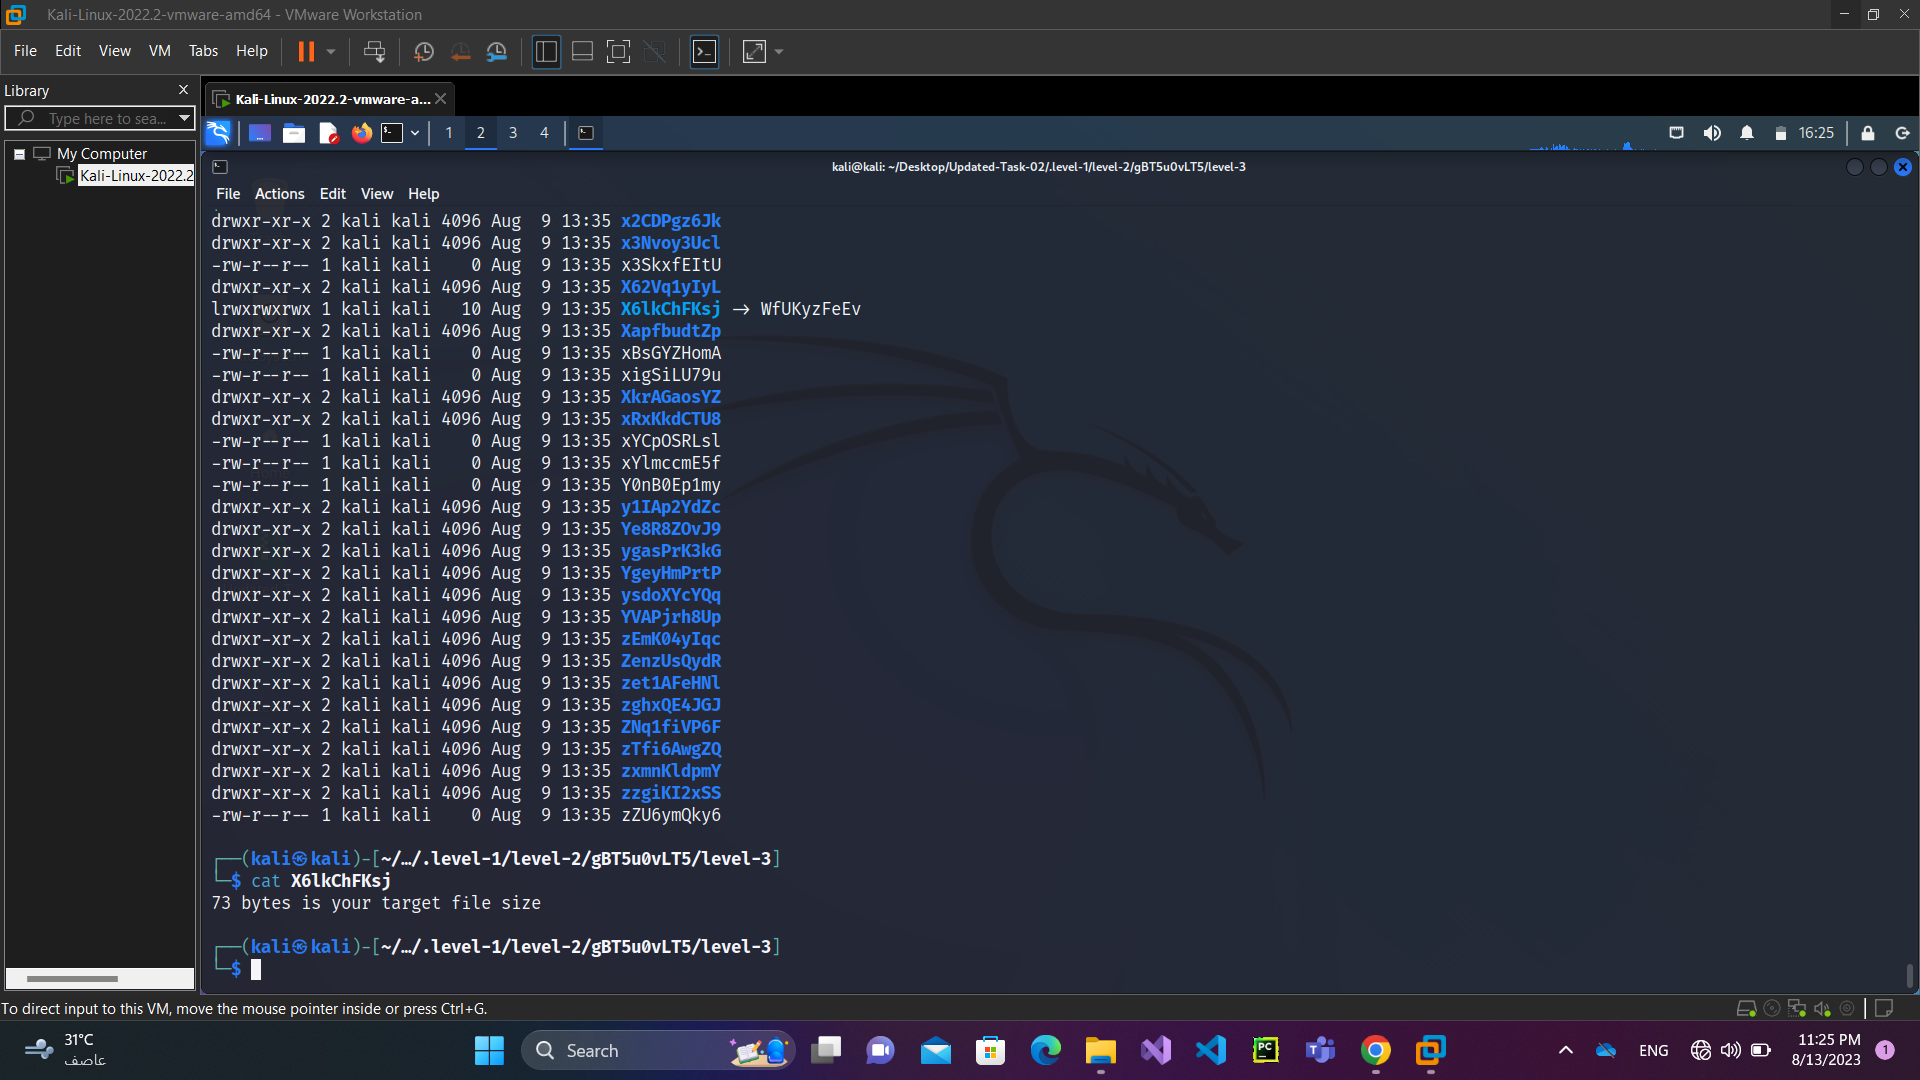 Kali-Linux-2022.2-vmware-amd64 - VMware Workstation
File Edit View VM Tabs Help
Library
Type here to sea...
My Computer
Kali-Linux-2022.2
Kali-Linux-2022.2-vmware-a...
1 2 3 4
16:25
kali@kali: ~/Desktop/Updated-Task-02/.level-1/level-2/gBT5u0vLT5/level-3
File Actions Edit View Help
drwxr-xr-x 2 kali kali 4096 Aug  9 13:35 x2CDPgz6Jk
drwxr-xr-x 2 kali kali 4096 Aug  9 13:35 x3Nvoy3Ucl
-rw-r--r-- 1 kali kali    0 Aug  9 13:35 x3SkxfEItU
drwxr-xr-x 2 kali kali 4096 Aug  9 13:35 X62Vq1yIyL
lrwxrwxrwx 1 kali kali   10 Aug  9 13:35 X6lkChFKsj → WfUKyzFeEv
drwxr-xr-x 2 kali kali 4096 Aug  9 13:35 XapfbudtZp
-rw-r--r-- 1 kali kali    0 Aug  9 13:35 xBsGYZHomA
-rw-r--r-- 1 kali kali    0 Aug  9 13:35 xigSiLU79u
drwxr-xr-x 2 kali kali 4096 Aug  9 13:35 XkrAGaosYZ
drwxr-xr-x 2 kali kali 4096 Aug  9 13:35 xRxKkdCTU8
-rw-r--r-- 1 kali kali    0 Aug  9 13:35 xYCpOSRLsl
-rw-r--r-- 1 kali kali    0 Aug  9 13:35 xYlmccmE5f
-rw-r--r-- 1 kali kali    0 Aug  9 13:35 Y0nB0Ep1my
drwxr-xr-x 2 kali kali 4096 Aug  9 13:35 y1IAp2YdZc
drwxr-xr-x 2 kali kali 4096 Aug  9 13:35 Ye8R8ZOvJ9
drwxr-xr-x 2 kali kali 4096 Aug  9 13:35 ygasPrK3kG
drwxr-xr-x 2 kali kali 4096 Aug  9 13:35 YgeyHmPrtP
drwxr-xr-x 2 kali kali 4096 Aug  9 13:35 ysdoXYcYQq
drwxr-xr-x 2 kali kali 4096 Aug  9 13:35 YVAPjrh8Up
drwxr-xr-x 2 kali kali 4096 Aug  9 13:35 zEmK04yIqc
drwxr-xr-x 2 kali kali 4096 Aug  9 13:35 ZenzUsQydR
drwxr-xr-x 2 kali kali 4096 Aug  9 13:35 zet1AFeHNl
drwxr-xr-x 2 kali kali 4096 Aug  9 13:35 zghxQE4JGJ
drwxr-xr-x 2 kali kali 4096 Aug  9 13:35 ZNq1fiVP6F
drwxr-xr-x 2 kali kali 4096 Aug  9 13:35 zTfi6AwgZQ
drwxr-xr-x 2 kali kali 4096 Aug  9 13:35 zxmnKldpmY
drwxr-xr-x 2 kali kali 4096 Aug  9 13:35 zzgiKI2xSS
-rw-r--r-- 1 kali kali    0 Aug  9 13:35 zZU6ymQky6
┌──(kali㉿kali)-[~/…/.level-1/level-2/gBT5u0vLT5/level-3]
└─$ cat X6lkChFKsj
73 bytes is your target file size
┌──(kali㉿kali)-[~/…/.level-1/level-2/gBT5u0vLT5/level-3]
└─$
To direct input to this VM, move the mouse pointer inside or press Ctrl+G.
31°C
عاصف
Search
PC
ENG
11:25 PM
8/13/2023
1